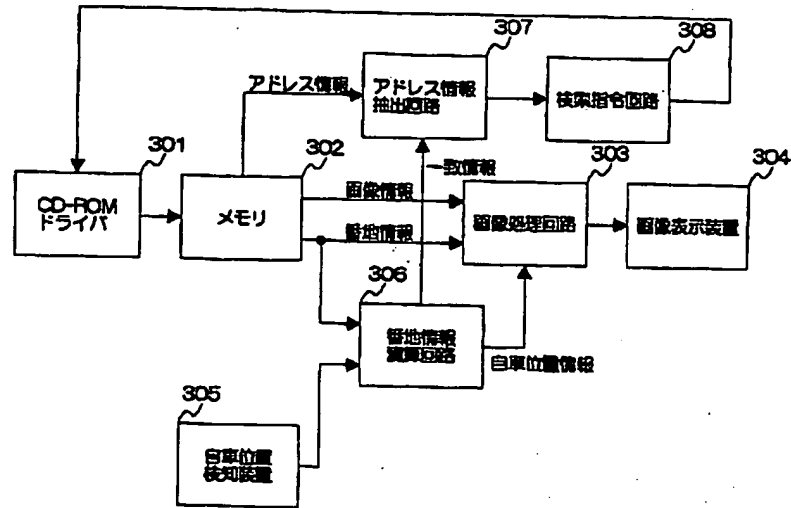 307
308
アドレス情報
アドレス情報
抽出回路
検索指令回路
301
302
一致情報
303
304
CD-ROM
ドライバ
メモリ
画像情報
番地情報
画像処理回路
画像表示装置
306
番地情報
演算回路
自車位置情報
305
自車位置
検知装置